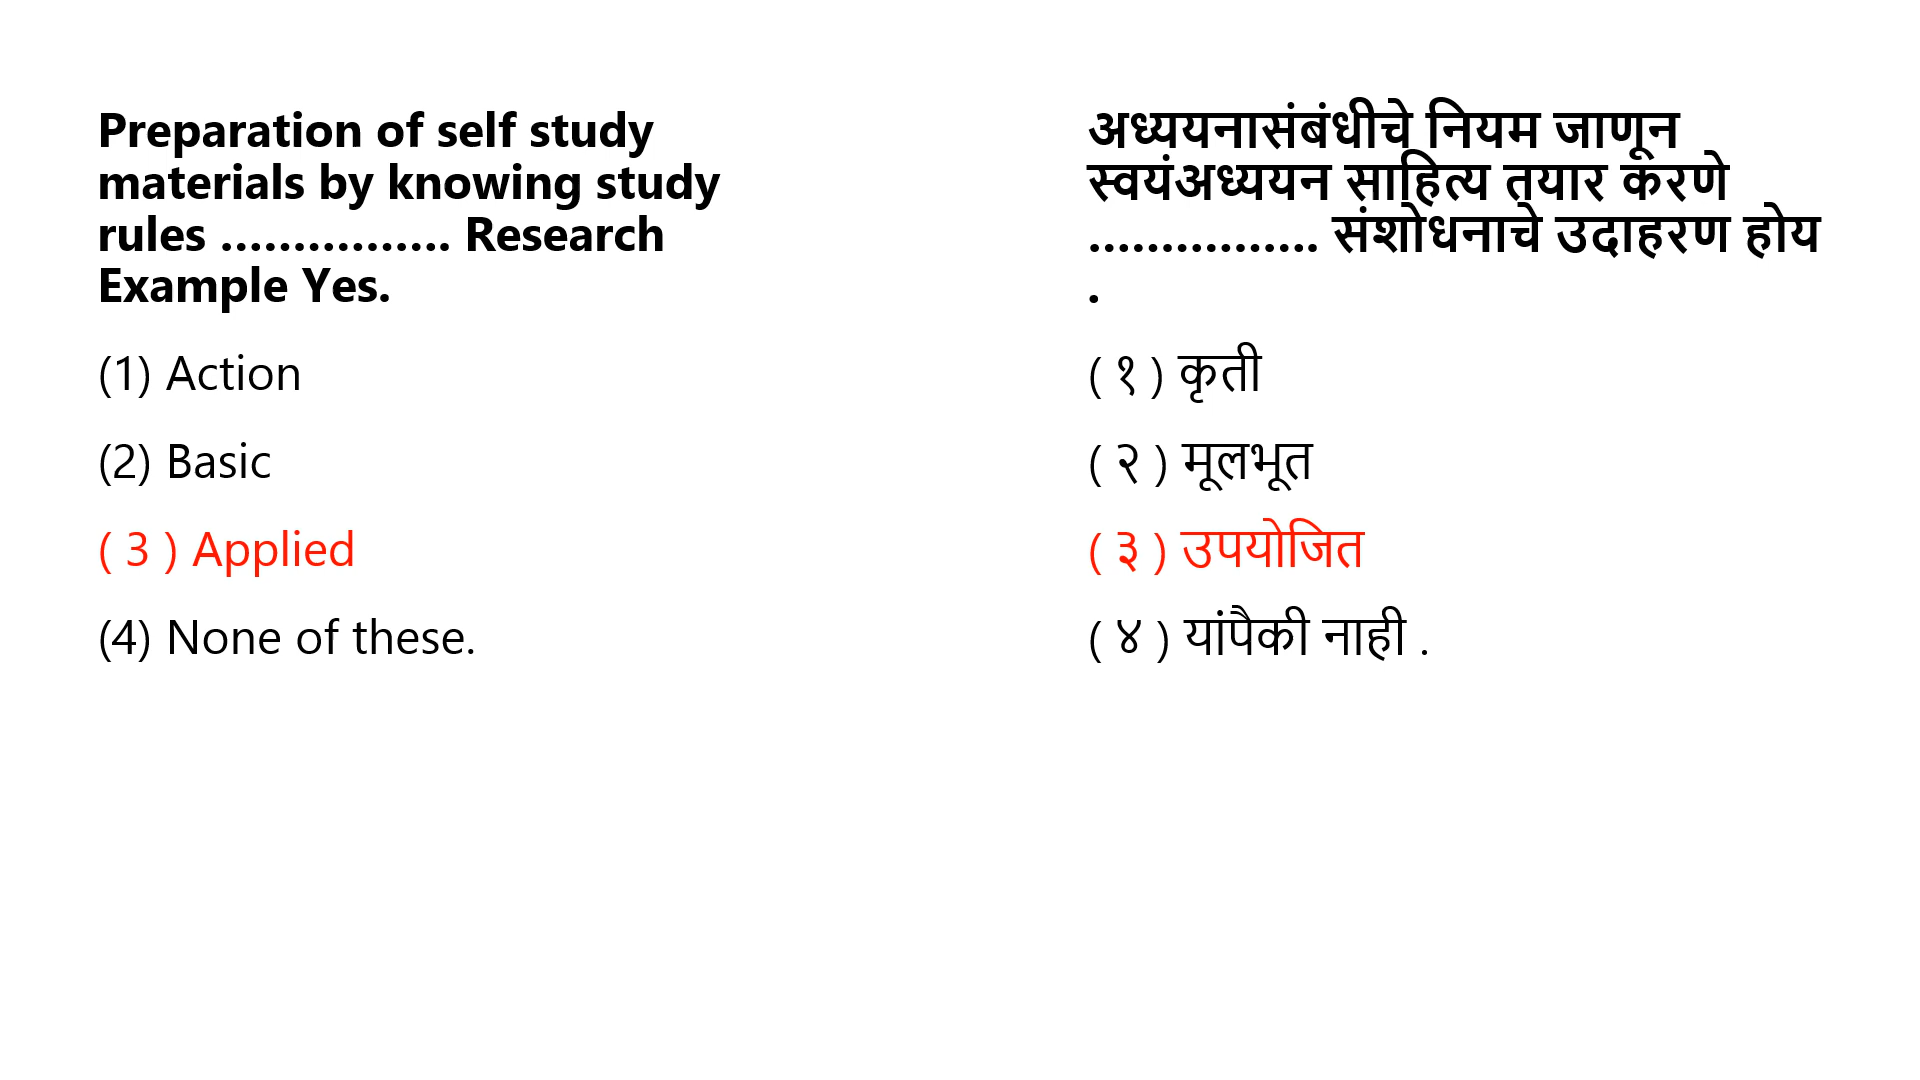 Preparation of self study
materials by knowing study
rules ................ Research
Example Yes.
(1) Action
(2) Basic
( 3 ) Applied
(4) None of these.
अध्ययनासंबंधीचे नियम जाणून
स्वयंअध्ययन साहित्य तयार करणे
................ संशोधनाचे उदाहरण होय
.
( १ ) कृती
( २ ) मूलभूत
( ३ ) उपयोजित
( ४ ) यांपैकी नाही .